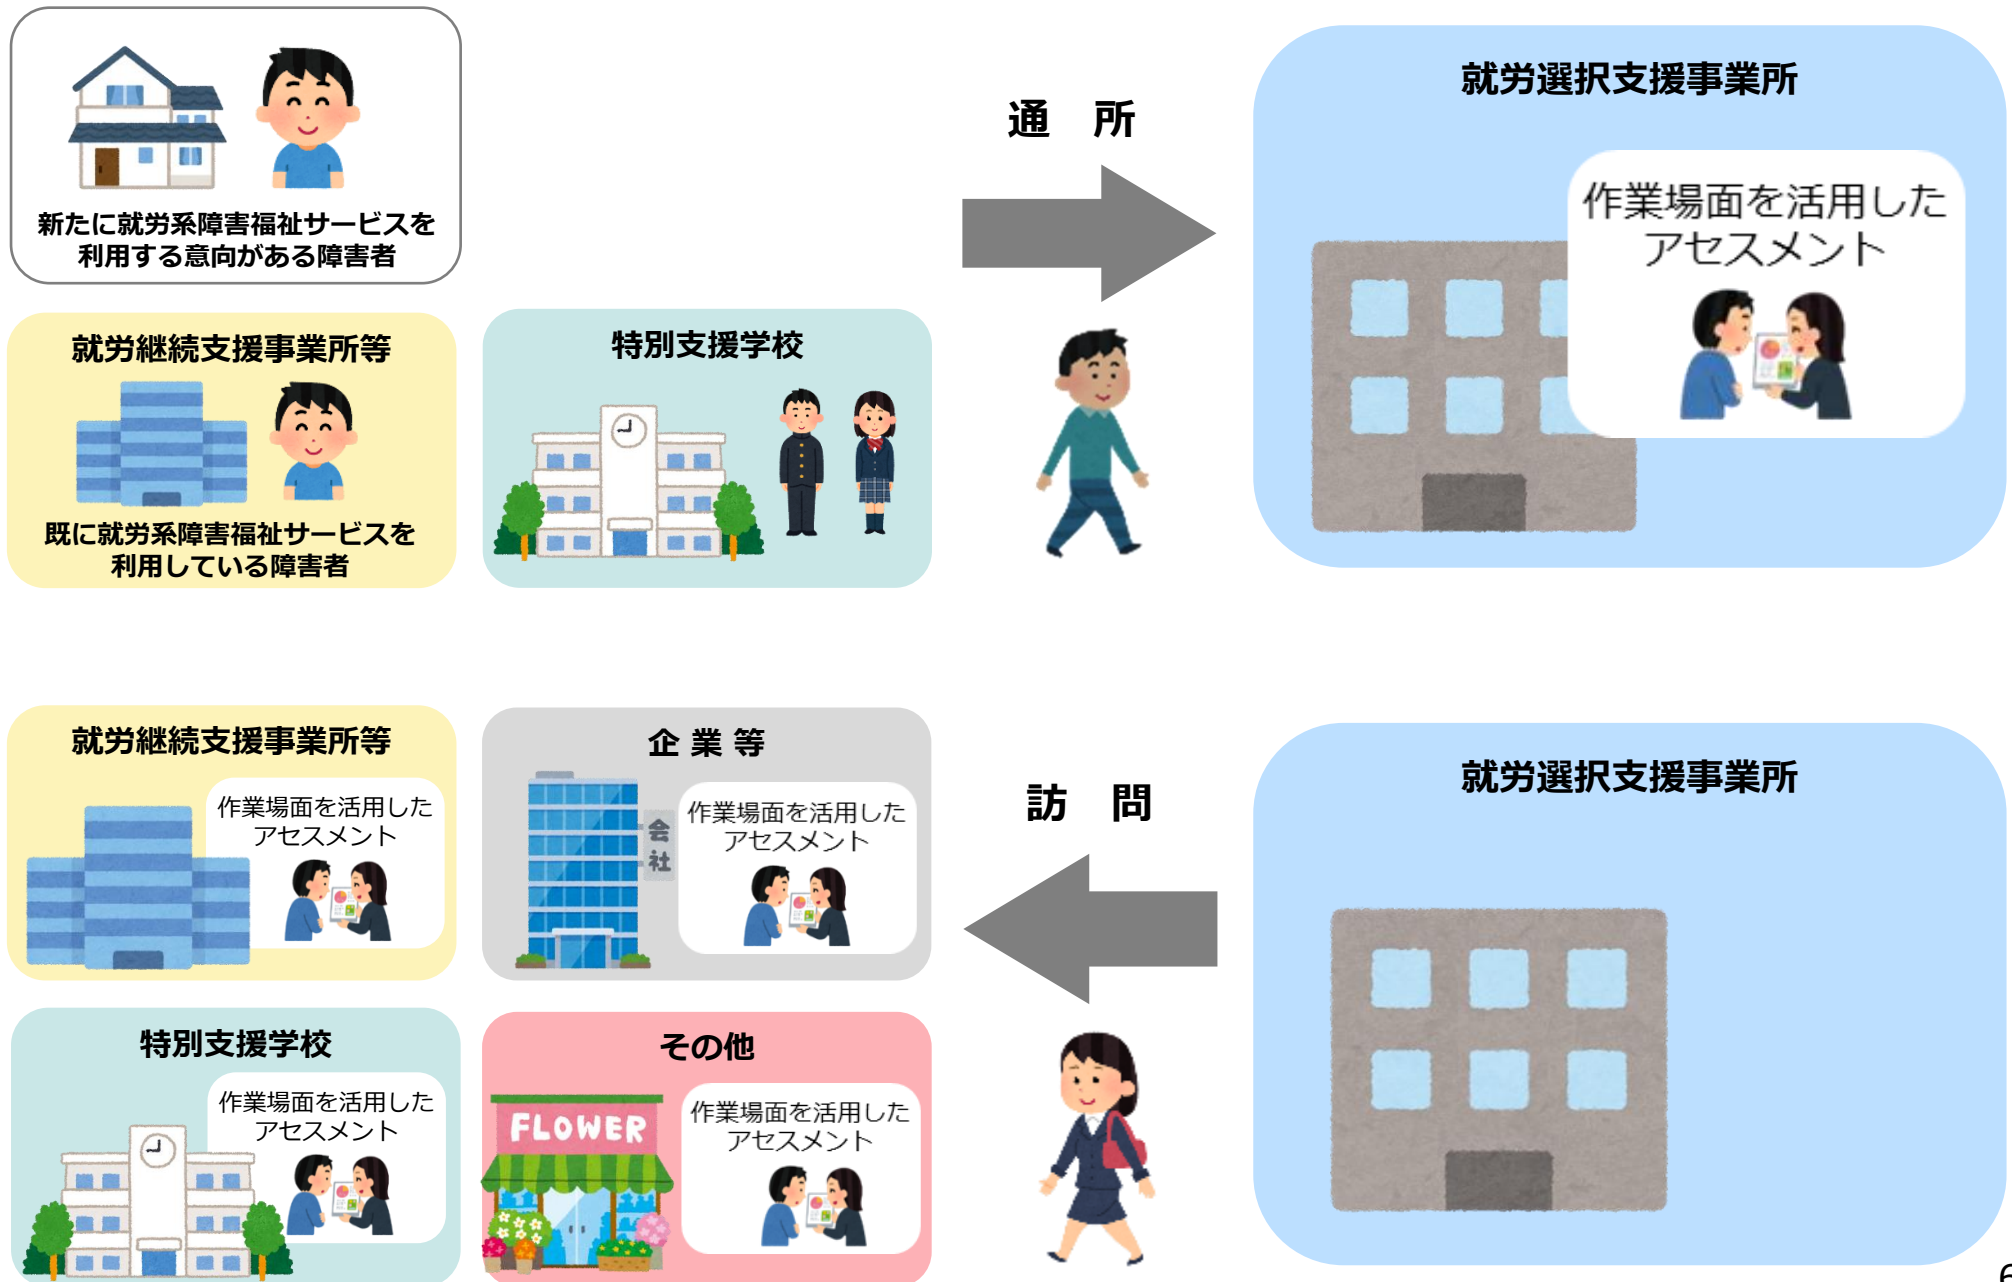 新たに就労系障害福祉サービスを
利用する意向がある障害者
就労継続支援事業所等
既に就労系障害福祉サービスを
利用している障害者
特別支援学校
通　所
就労選択支援事業所
作業場面を活用した
アセスメント
就労継続支援事業所等
作業場面を活用した
アセスメント
企 業 等
会
社
作業場面を活用した
アセスメント
特別支援学校
作業場面を活用した
アセスメント
その他
FLOWER
作業場面を活用した
アセスメント
訪　問
就労選択支援事業所
6